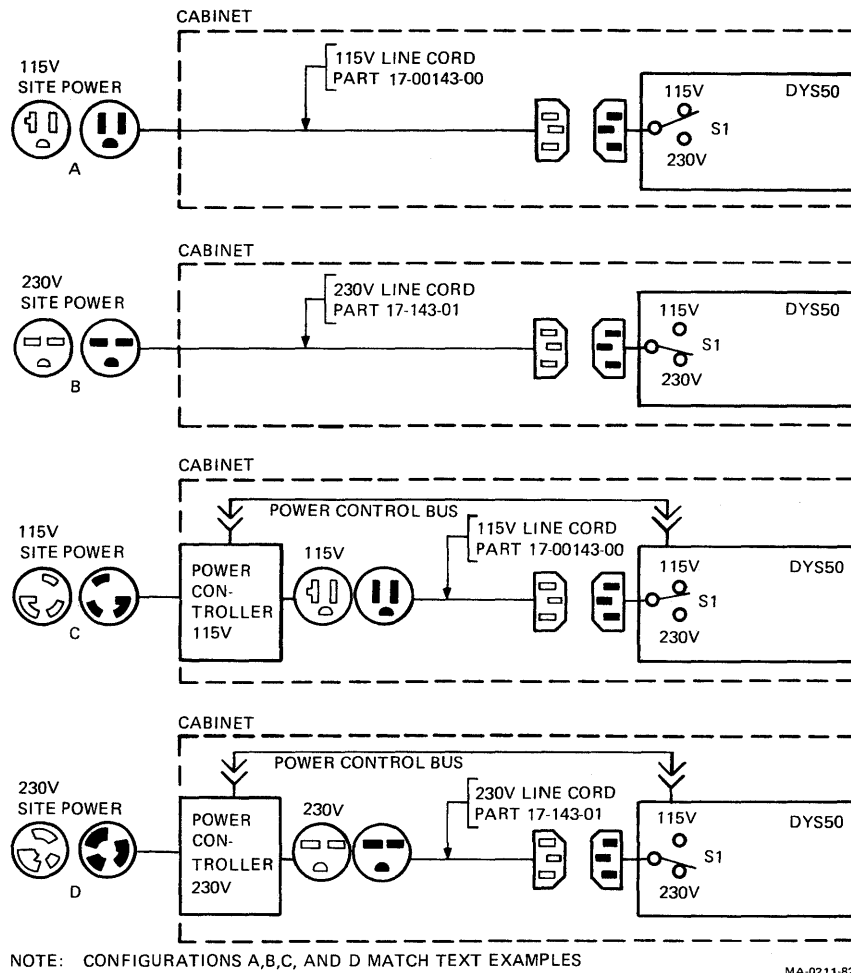 CABINET
115V
SITE POWER
A
115V LINE CORD
PART 17-00143-00
115V
S1
230V
DYS50
CABINET
230V
SITE POWER
B
230V LINE CORD
PART 17-143-01
115V
S1
230V
DYS50
CABINET
115V
SITE POWER
C
POWER CONTROL BUS
POWER
CON-
TROLLER
115V
115V
115V LINE CORD
PART 17-00143-00
115V
S1
230V
DYS50
CABINET
230V
SITE POWER
D
POWER CONTROL BUS
POWER
CON-
TROLLER
230V
230V
230V LINE CORD
PART 17-143-01
115V
S1
230V
DYS50
NOTE: CONFIGURATIONS A,B,C, AND D MATCH TEXT EXAMPLES